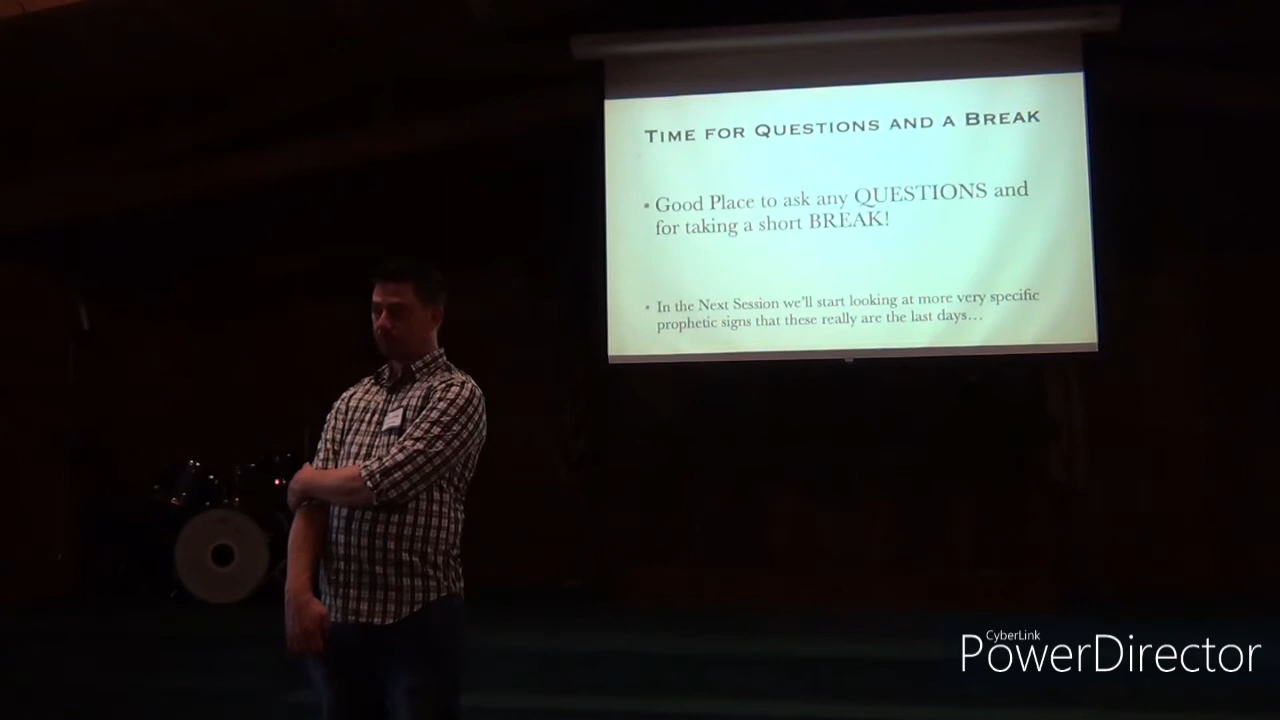 Time for Questions and a Break
• Good Place to ask any QUESTIONS and
for taking a short BREAK!
• In the Next Session we'll start looking at more very specific
prophetic signs that these really are the last days…
CyberLink
PowerDirector